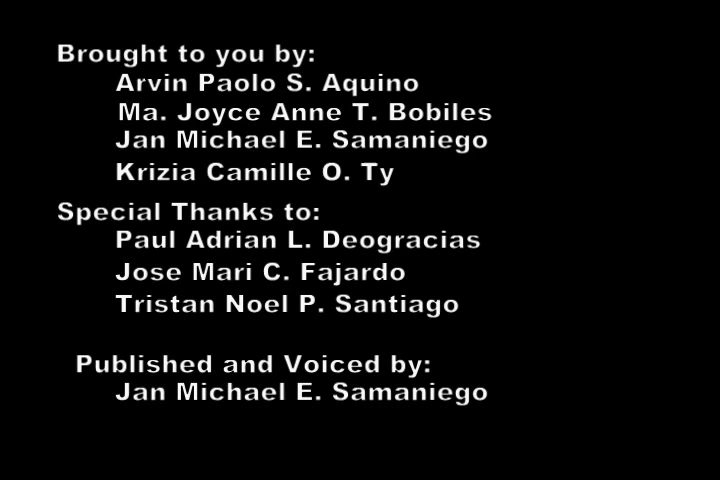 Brought to you by:
Arvin Paolo S. Aquino
Ma. Joyce Anne T. Bobiles
Jan Michael E. Samaniego
Krizia Camille O. Ty
Special Thanks to:
Paul Adrian L. Deogracias
Jose Mari C. Fajardo
Tristan Noel P. Santiago
Published and Voiced by:
Jan Michael E. Samaniego